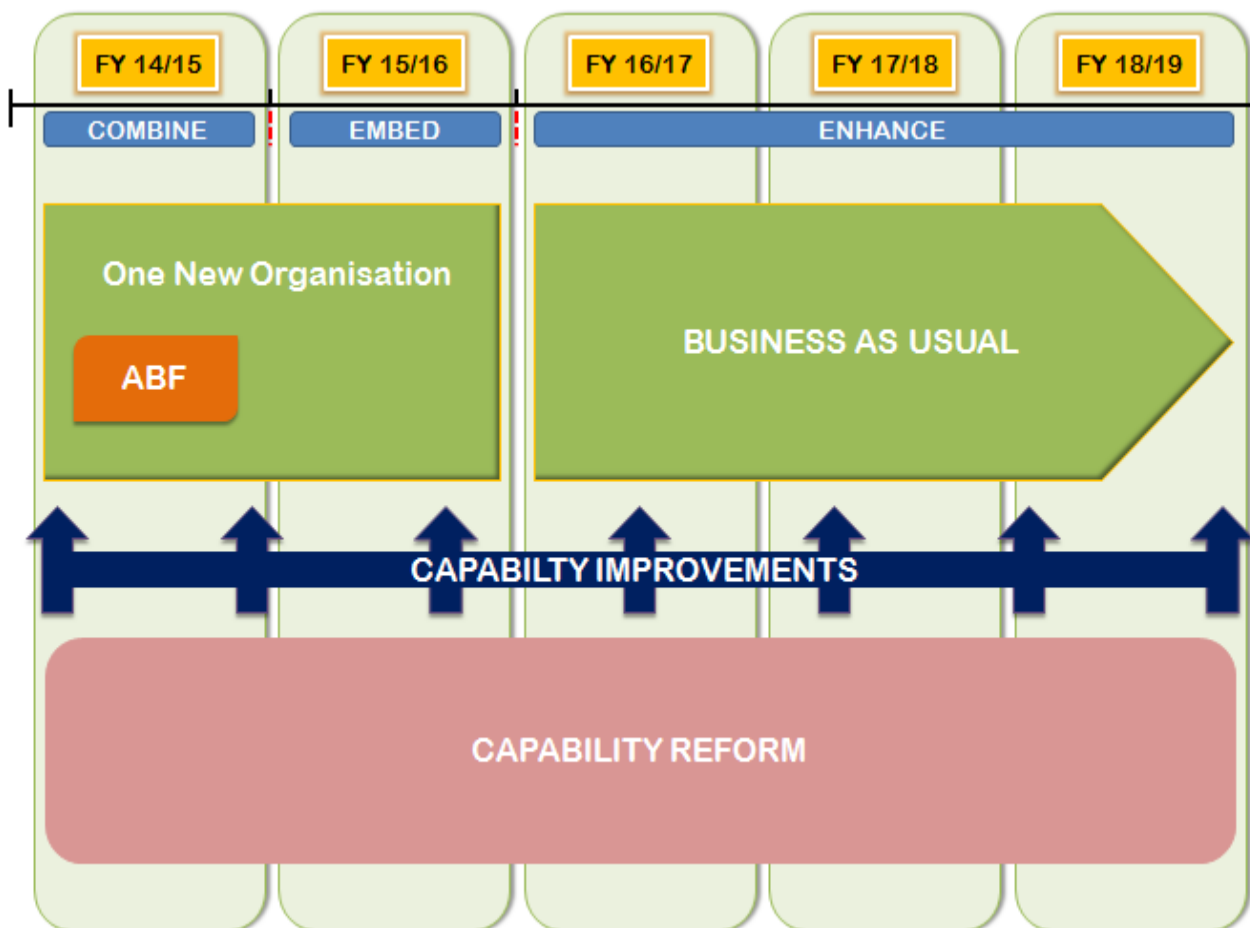 FY 14/15
FY 15/16
FY 16/17
FY 17/18
FY 18/19
COMBINE
EMBED
ENHANCE
One New Organisation
ABF
BUSINESS AS USUAL
CAPABILTY IMPROVEMENTS
CAPABILITY REFORM